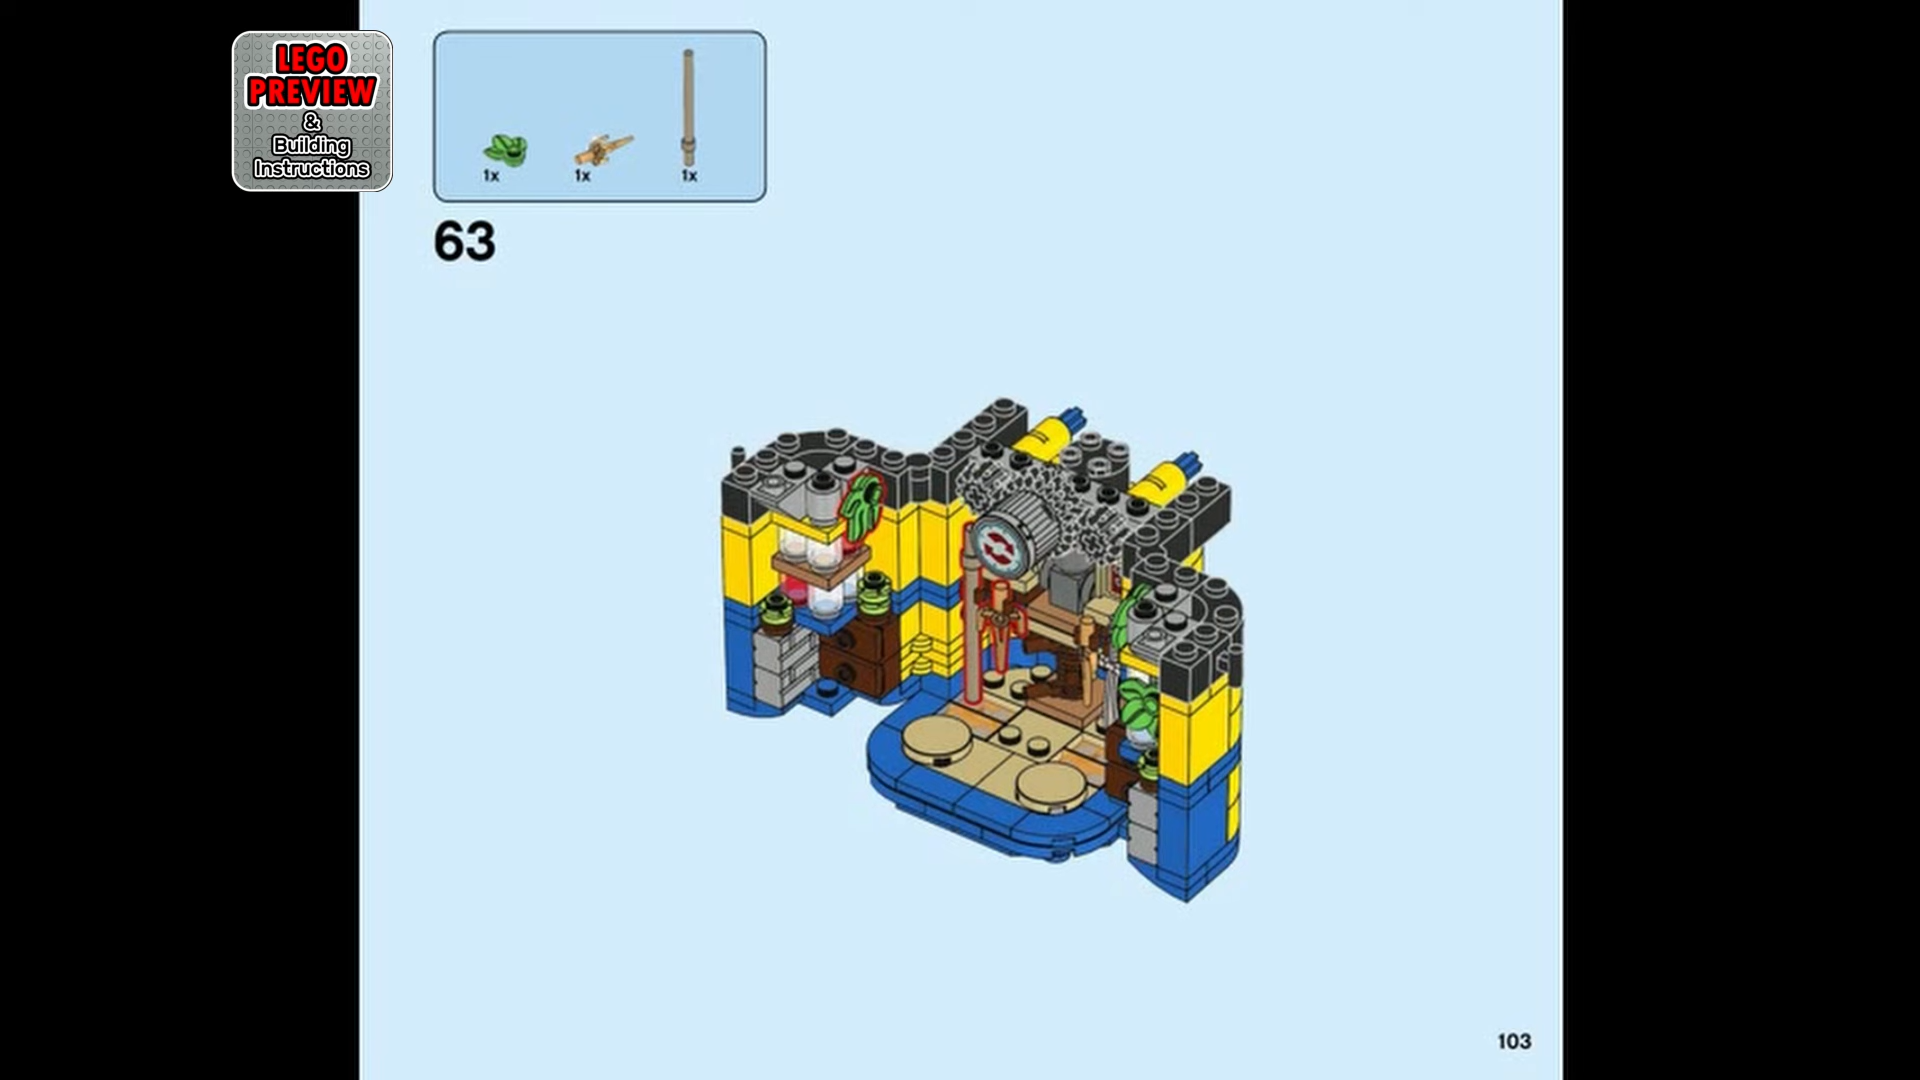 LEGO
PREVIEW
&
Building
Instructions
1x
1x
1x
63
103